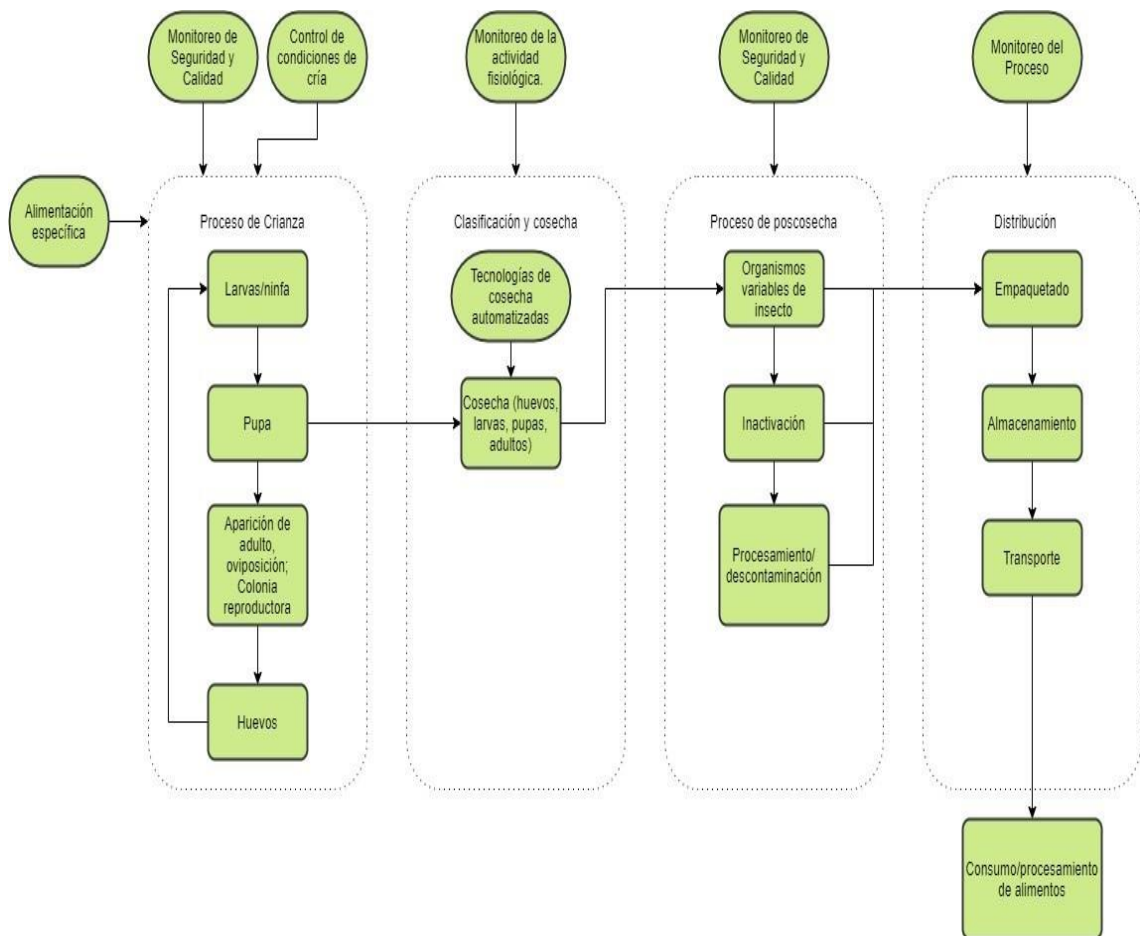 Monitoreo de
Seguridad y
Calidad
Control de
condiciones de
cría
Monitoreo de la
actividad
fisiológica.
Monitoreo de
Seguridad y
Calidad
Monitoreo del
Proceso
Alimentación
específica
Proceso de Crianza
Larvas/ninfa
Pupa
Aparición de
adulto,
oviposición;
Colonia
reproductora
Huevos
Clasificación y cosecha
Tecnologías de
cosecha
automatizadas
Cosecha (huevos,
larvas, pupas,
adultos)
Proceso de poscosecha
Organismos
variables de
insecto
Inactivación
Procesamiento/
descontaminación
Distribución
Empaquetado
Almacenamiento
Transporte
Consumo/procesamiento
de alimentos